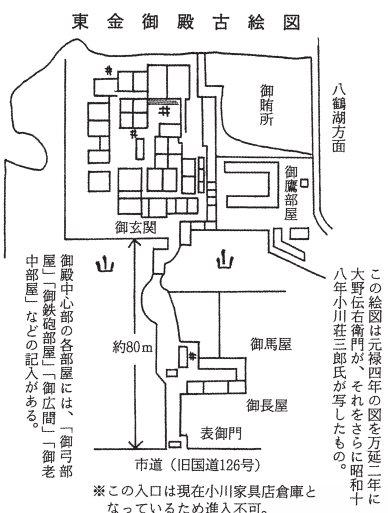 東金御殿古絵図
八鶴湖方面
御賄所
御鷹部屋
御玄関
山
山
約80m
御馬屋
御長屋
表御門
市道（旧国道126号）
※この入口は現在小川家具店倉庫と
なっているため進入不可。
この絵図は元禄四年の図を万延二年に
大野伝右衛門が、それをさらに昭和十
八年小川荘三郎氏が写したもの。
御殿中心部の各部屋には、「御弓部
屋」「御鉄砲部屋」「御広間」「御老
中部屋」などの記入がある。